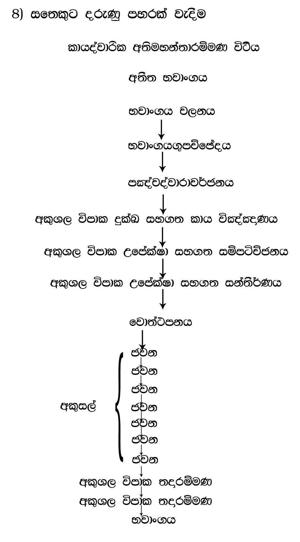 8) සතෙකුට දරුණු පහරක් වැදීම
කායද්වාරික අතිමහන්තාරම්මණ වීථිය
අතීත භවාංගය
භවාංගය චලනය
භවාංගයගුපච්ඡේදය
පඤ්චද්වාරාවර්ජනය
අකුශල විපාක දුක්ඛ සහගත කාය විඤ්ඤාණය
අකුශල විපාක උපේක්ෂා සහගත සම්පටිච්ඡනය
අකුශල විපාක උපේක්ෂා සහගත සන්තීර්ණය
වොත්ථපනය
ජවන
ජවන
ජවන
අකුසල්
ජවන
ජවන
ජවන
ජවන
අකුශල විපාක තදාරම්මණ
අකුශල විපාක තදාරම්මණ
භවාංගය